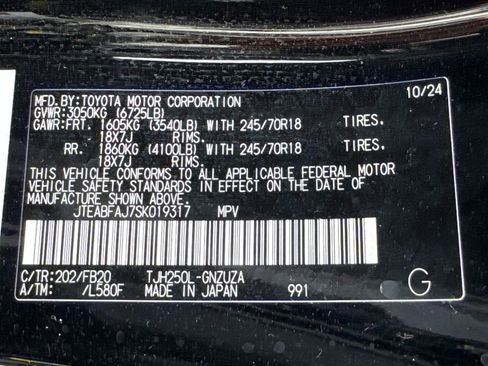 10/24
MFD.BY:TOYOTA MOTOR CORPORATION
GVWR:3050KG (6725LB)
GAWR:FRT. 1605KG (3540LB) WITH 245/70R18 TIRES.
18X7J RIMS.
RR. 1860KG (4100LB) WITH 245/70R18 TIRES.
18X7J RIMS.
THIS VEHICLE CONFORMS TO ALL APPLICABLE FEDERAL MOTOR
VEHICLE SAFETY STANDARDS IN EFFECT ON THE DATE OF
MANUFACTURE SHOWN ABOVE.
JTEABFAJ7SK019317 MPV
C/TR:202/FB20 TJH250L-GNZUZA
A/TM: /L580F MADE IN JAPAN 991 G